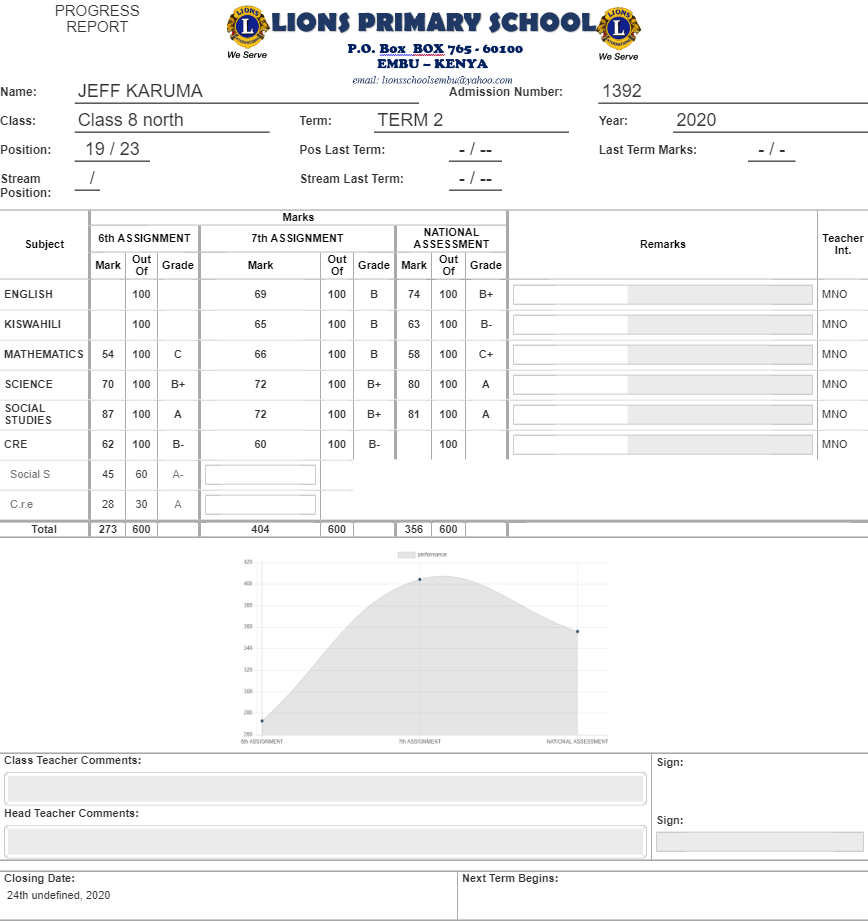 PROGRESS
REPORT
LIONS PRIMARY SCHOOL
P.O. Box BOX 765 - 60100
EMBU – KENYA
email: lionsschoolsembu@yahoo.com
LIONS L We Serve
LIONS L We Serve
Name: JEFF KARUMA Admission Number: 1392
Class: Class 8 north Term: TERM 2 Year: 2020
Position: 19 / 23 Pos Last Term: - / -- Last Term Marks: - / -
Stream Position: / Stream Last Term: - / --
Marks
Subject 6th ASSIGNMENT 7th ASSIGNMENT NATIONAL ASSESSMENT Remarks Teacher Int.
Mark Out Of Grade Mark Out Of Grade Mark Out Of Grade
ENGLISH 100 69 100 B 74 100 B+ MNO
KISWAHILI 100 65 100 B 63 100 B- MNO
MATHEMATICS 54 100 C 66 100 B 58 100 C+ MNO
SCIENCE 70 100 B+ 72 100 B+ 80 100 A MNO
SOCIAL STUDIES 87 100 A 72 100 B+ 81 100 A MNO
CRE 62 100 B- 60 100 B- 100 MNO
Social S 45 60 A-
C.r.e 28 30 A
Total 273 600 404 600 356 600
performance
420
400
380
360
340
320
300
280
260
6th ASSIGNMENT 7th ASSIGNMENT NATIONAL ASSESSMENT
Class Teacher Comments: Sign:
Head Teacher Comments: Sign:
Closing Date: Next Term Begins:
24th undefined, 2020